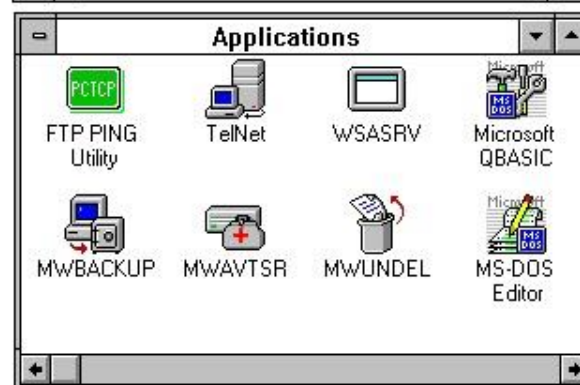 Applications
PCTCP
FTP PING
Utility
TelNet
WSASRV
Microsoft
MS
DOS
Microsoft
QBASIC
MWBACKUP
MWAVTSR
MWUNDEL
Microsoft
MS
DOS
MS-DOS
Editor